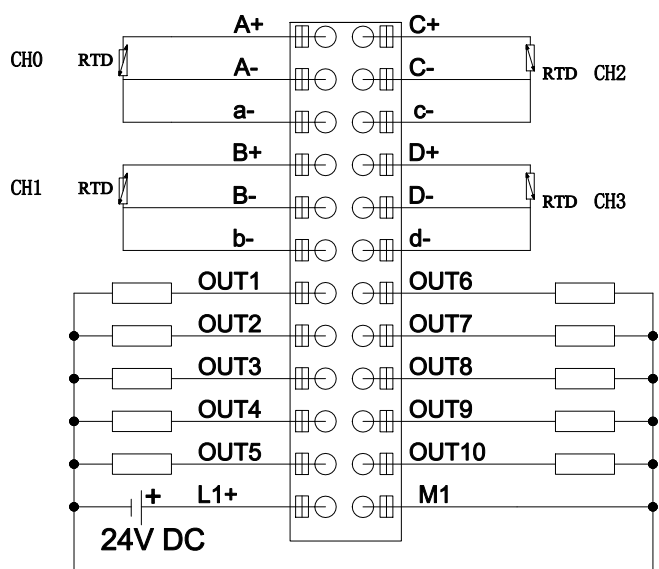 A+ C+
CH0 RTD A- C- RTD CH2
a- c-
B+ D+
CH1 RTD B- D- RTD CH3
b- d-
OUT1 OUT6
OUT2 OUT7
OUT3 OUT8
OUT4 OUT9
OUT5 OUT10
+ L1+ M1
24V DC